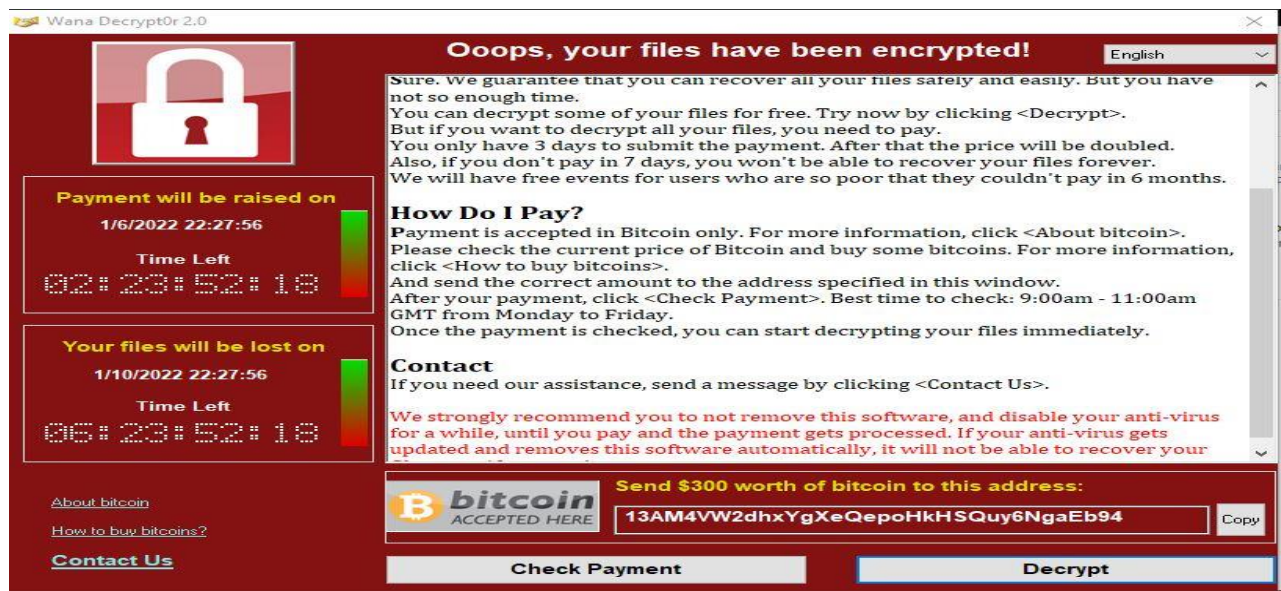 Wana Decrypt0r 2.0
Ooops, your files have been encrypted!
English
Sure. We guarantee that you can recover all your files safely and easily. But you have
not so enough time.
You can decrypt some of your files for free. Try now by clicking <Decrypt>.
But if you want to decrypt all your files, you need to pay.
You only have 3 days to submit the payment. After that the price will be doubled.
Also, if you don't pay in 7 days, you won't be able to recover your files forever.
We will have free events for users who are so poor that they couldn't pay in 6 months.
How Do I Pay?
Payment is accepted in Bitcoin only. For more information, click <About bitcoin>.
Please check the current price of Bitcoin and buy some bitcoins. For more information,
click <How to buy bitcoins>.
And send the correct amount to the address specified in this window.
After your payment, click <Check Payment>. Best time to check: 9:00am - 11:00am
GMT from Monday to Friday.
Once the payment is checked, you can start decrypting your files immediately.
Contact
If you need our assistance, send a message by clicking <Contact Us>.
We strongly recommend you to not remove this software, and disable your anti-virus
for a while, until you pay and the payment gets processed. If your anti-virus gets
updated and removes this software automatically, it will not be able to recover your
Payment will be raised on
1/6/2022 22:27:56
Time Left
02:23:52:18
Your files will be lost on
1/10/2022 22:27:56
Time Left
06:23:52:18
About bitcoin
How to buy bitcoins?
Contact Us
bitcoin
ACCEPTED HERE
Send $300 worth of bitcoin to this address:
13AM4VW2dhxYgXeQepoHkHSQuy6NgaEb94
Copy
Check Payment
Decrypt